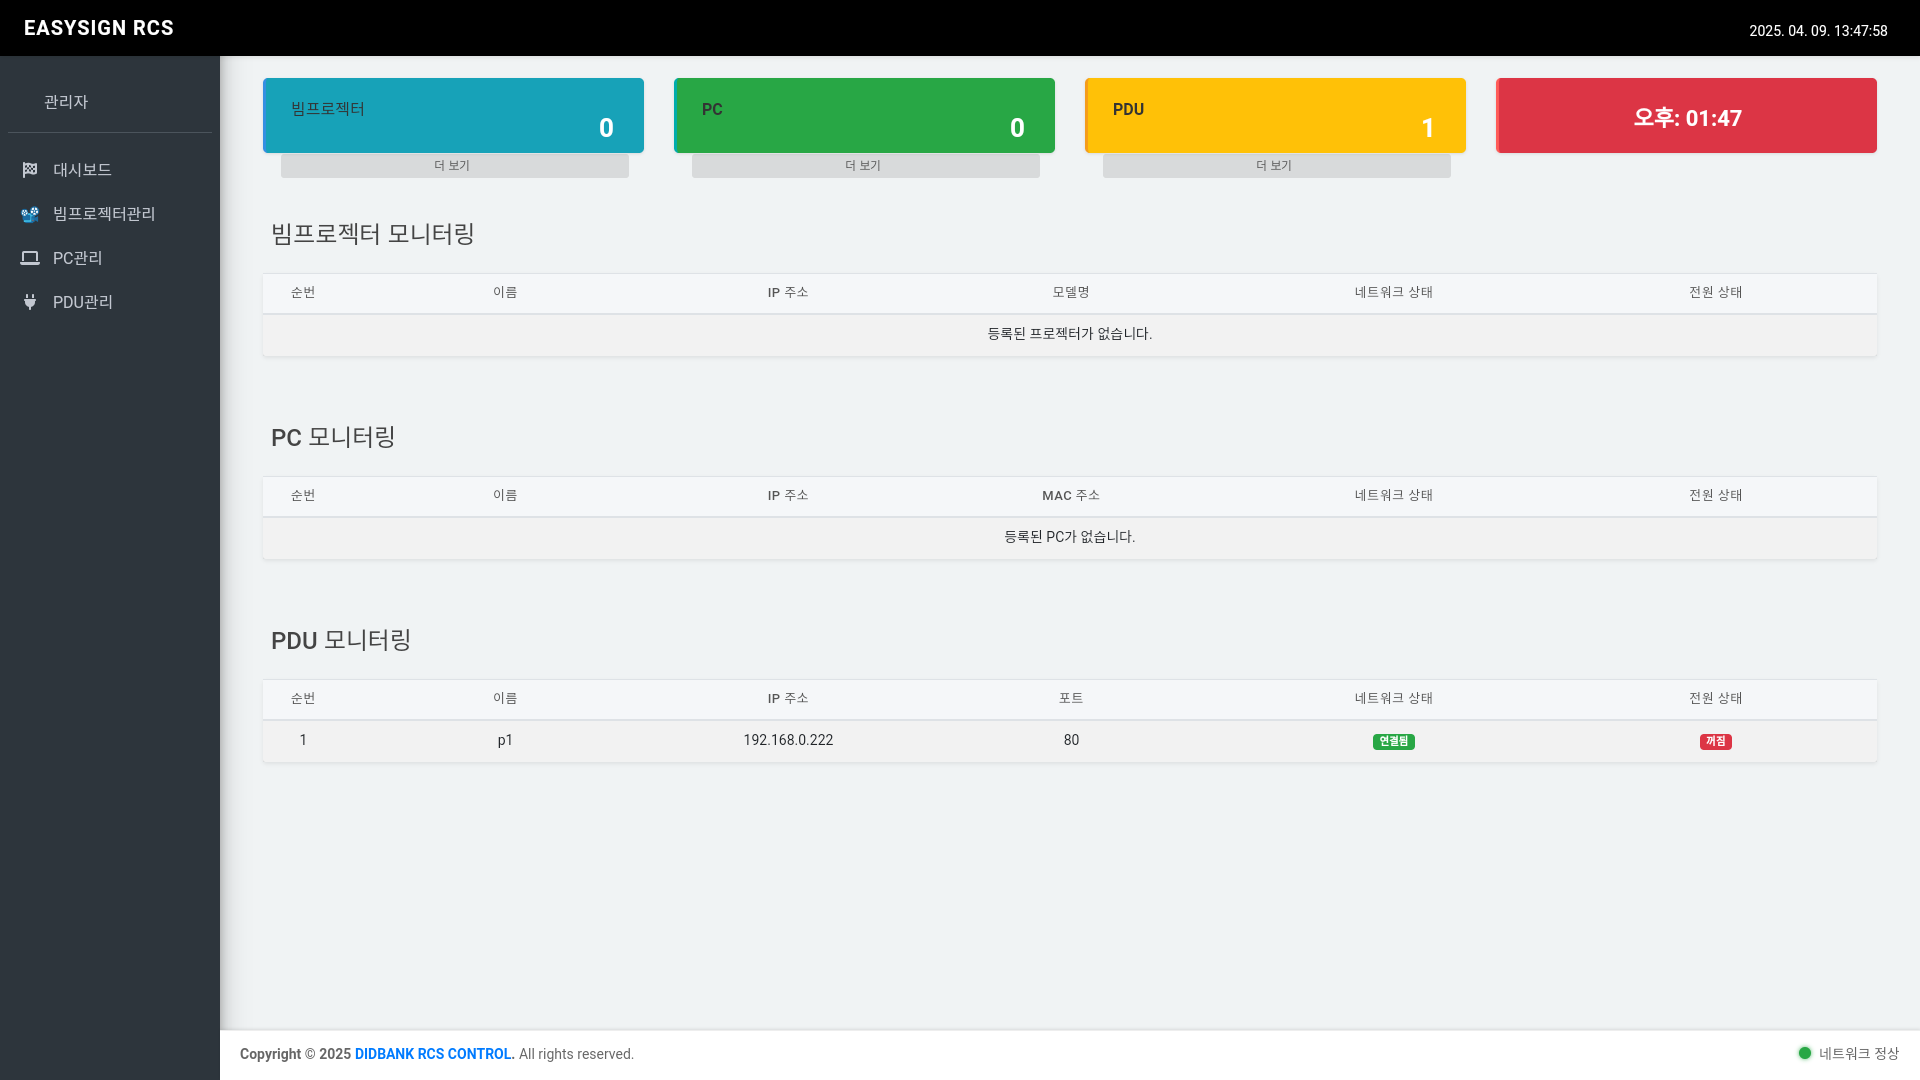 EASYSIGN RCS
2025. 04. 09. 13:47:58
관리자
대시보드
빔프로젝터관리
PC관리
PDU관리
빔프로젝터
0
더 보기
PC
0
더 보기
PDU
1
더 보기
오후: 01:47
빔프로젝터 모니터링
순번 이름 IP 주소 모델명 네트워크 상태 전원 상태
등록된 프로젝터가 없습니다.
PC 모니터링
순번 이름 IP 주소 MAC 주소 네트워크 상태 전원 상태
등록된 PC가 없습니다.
PDU 모니터링
순번 이름 IP 주소 포트 네트워크 상태 전원 상태
1 p1 192.168.0.222 80 연결됨 꺼짐
Copyright © 2025 DIDBANK RCS CONTROL. All rights reserved.
네트워크 정상